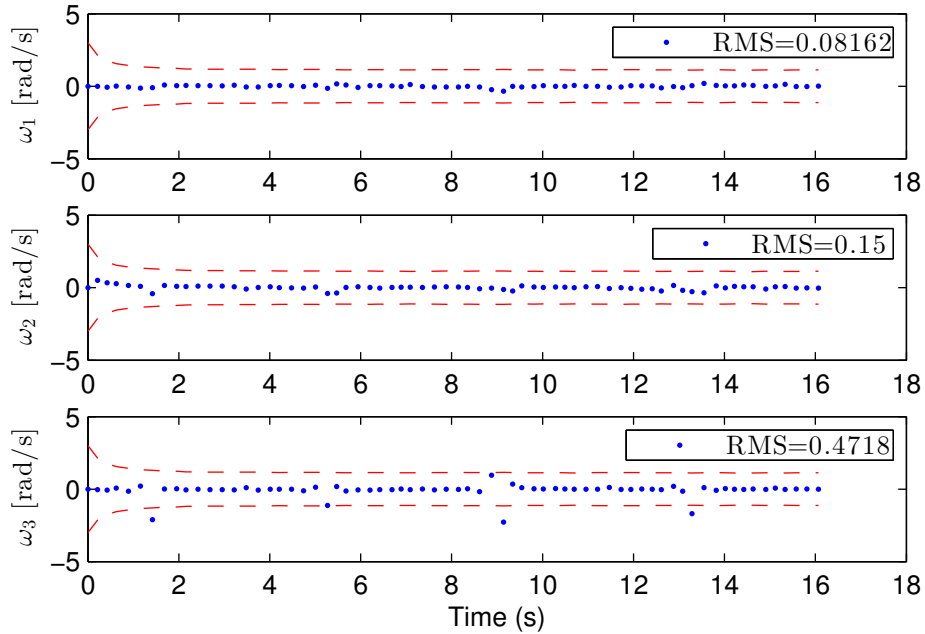 5
0
−5
ω1 [rad/s]
RMS=0.08162
0 2 4 6 8 10 12 14 16 18
5
0
−5
ω2 [rad/s]
RMS=0.15
0 2 4 6 8 10 12 14 16 18
5
0
−5
ω3 [rad/s]
RMS=0.4718
0 2 4 6 8 10 12 14 16 18
Time (s)